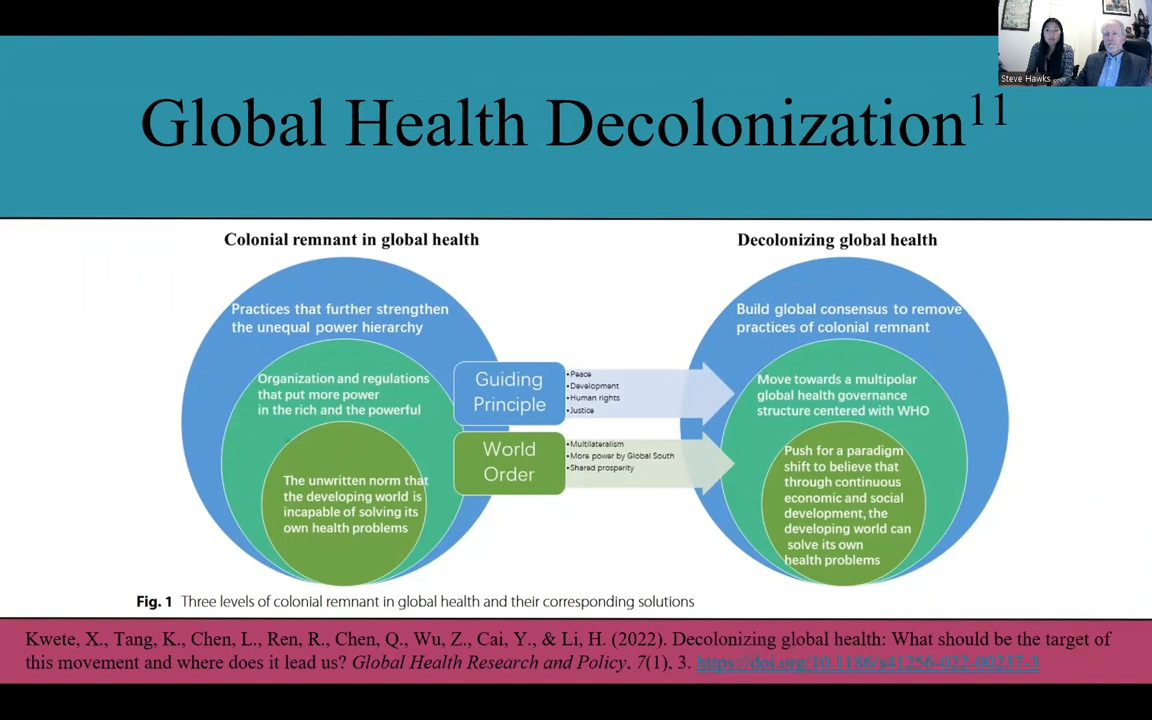 Steve Hawks
Global Health Decolonization11
Colonial remnant in global health
Practices that further strengthen
the unequal power hierarchy
Organization and regulations
that put more power
in the rich and the powerful
The unwritten norm that
the developing world is
incapable of solving its
own health problems
Guiding
Principle
•Peace
•Development
•Human rights
•Justice
World
Order
•Multilateralism
•More power by Global South
•Shared prosperity
Decolonizing global health
Build global consensus to remove
practices of colonial remnant
Move towards a multipolar
global health governance
structure centered with WHO
Push for a paradigm
shift to believe that
through continuous
economic and social
development, the
developing world can
solve its own
health problems
Fig. 1 Three levels of colonial remnant in global health and their corresponding solutions
Kwete, X., Tang, K., Chen, L., Ren, R., Chen, Q., Wu, Z., Cai, Y., & Li, H. (2022). Decolonizing global health: What should be the target of
this movement and where does it lead us? Global Health Research and Policy, 7(1), 3. https://doi.org/10.1186/s41256-022-00237-3